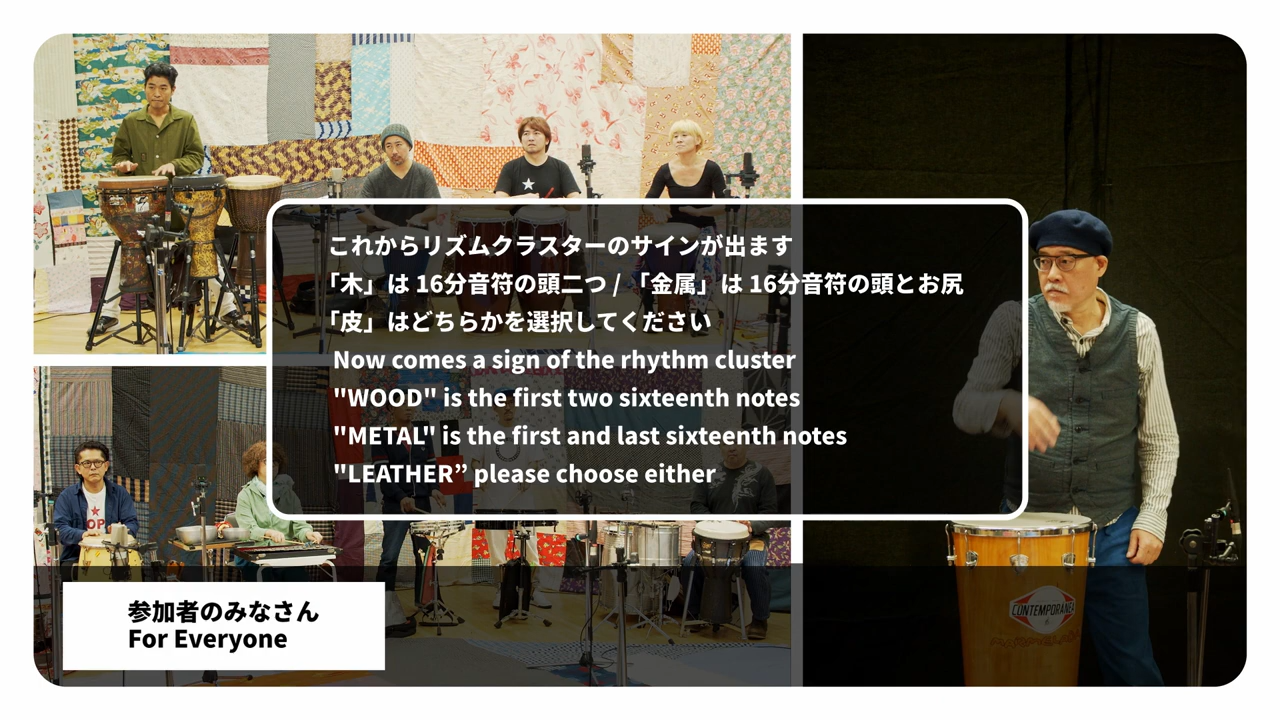 これからリズムクラスターのサインが出ます
「木」は 16分音符の頭二つ / 「金属」は 16分音符の頭とお尻
「皮」はどちらかを選択してください
Now comes a sign of the rhythm cluster
"WOOD" is the first two sixteenth notes
"METAL" is the first and last sixteenth notes
"LEATHER” please choose either
CONTEMPORÂNEA
参加者のみなさん
For Everyone